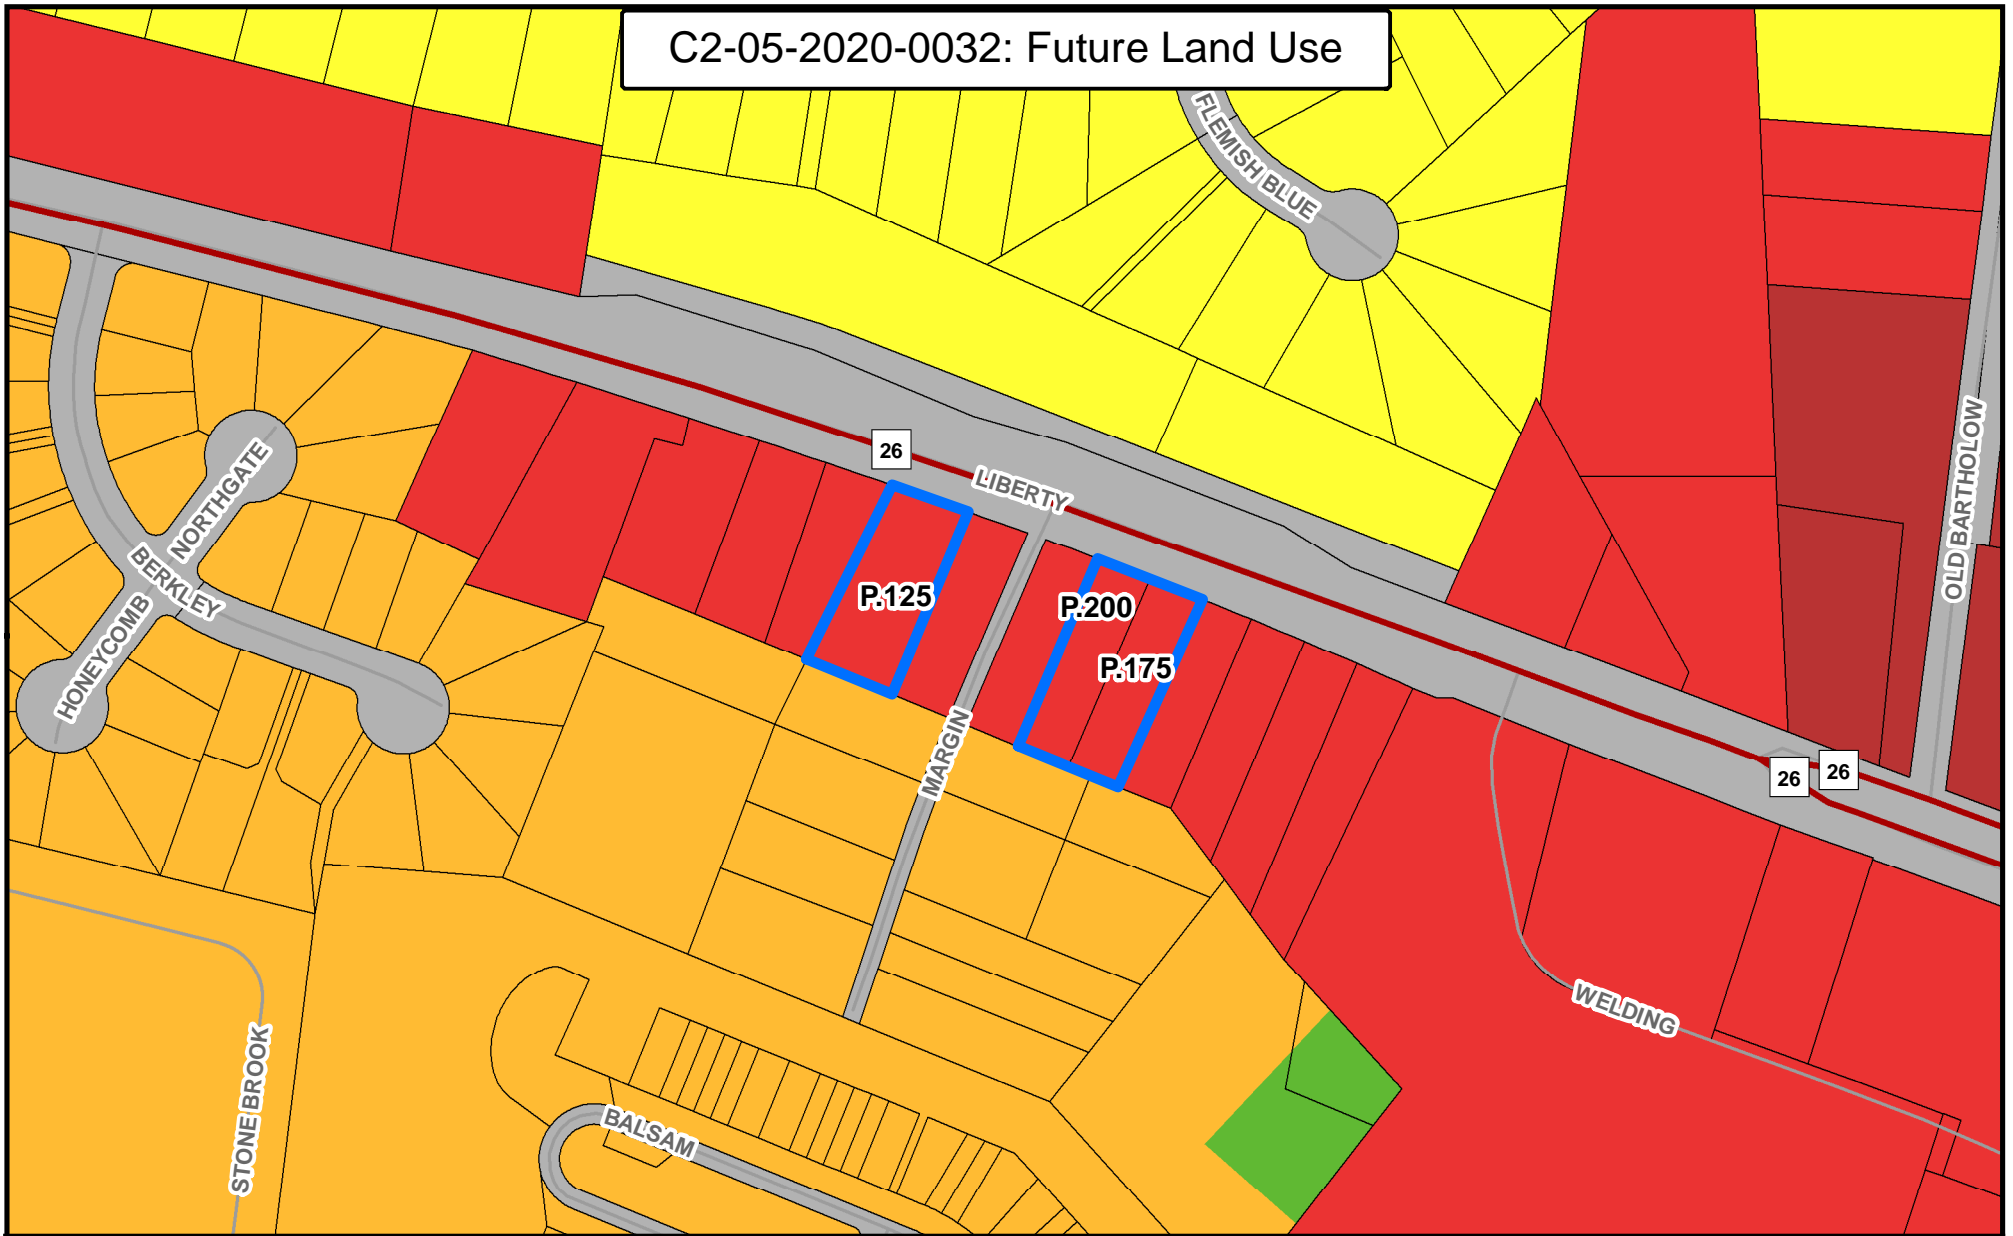 C2-05-2020-0032: Future Land Use
FLEMISH BLUE
26
LIBERTY
OLD BARTHOLOW
NORTHGATE
BERKLEY
HONEYCOMB
P.125
P.200
P.175
MARGIN
26
26
WELDING
STONE BROOK
BALSAM